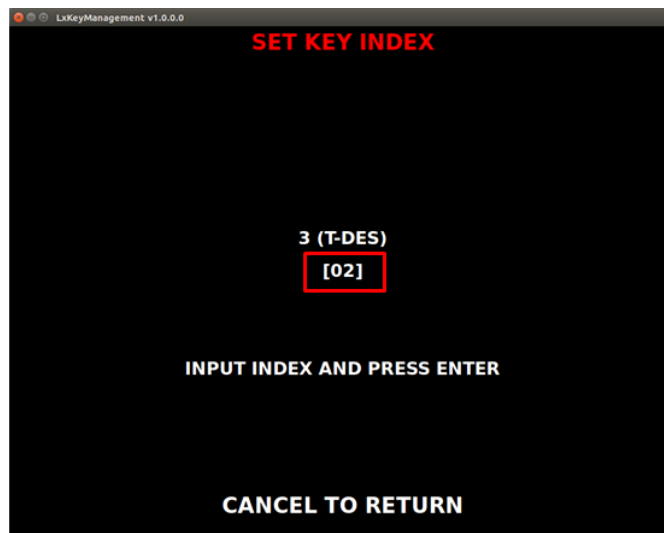 LxKeyManagement v1.0.0.0
SET KEY INDEX
3 (T-DES)
[02]
INPUT INDEX AND PRESS ENTER
CANCEL TO RETURN